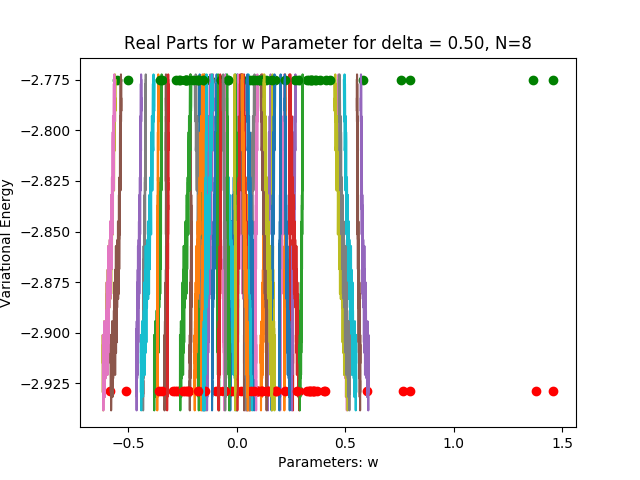 Real Parts for w Parameter for delta = 0.50, N=8
Variational Energy
−2.775
−2.800
−2.825
−2.850
−2.875
−2.900
−2.925
−0.5 0.0 0.5 1.0 1.5
Parameters: w